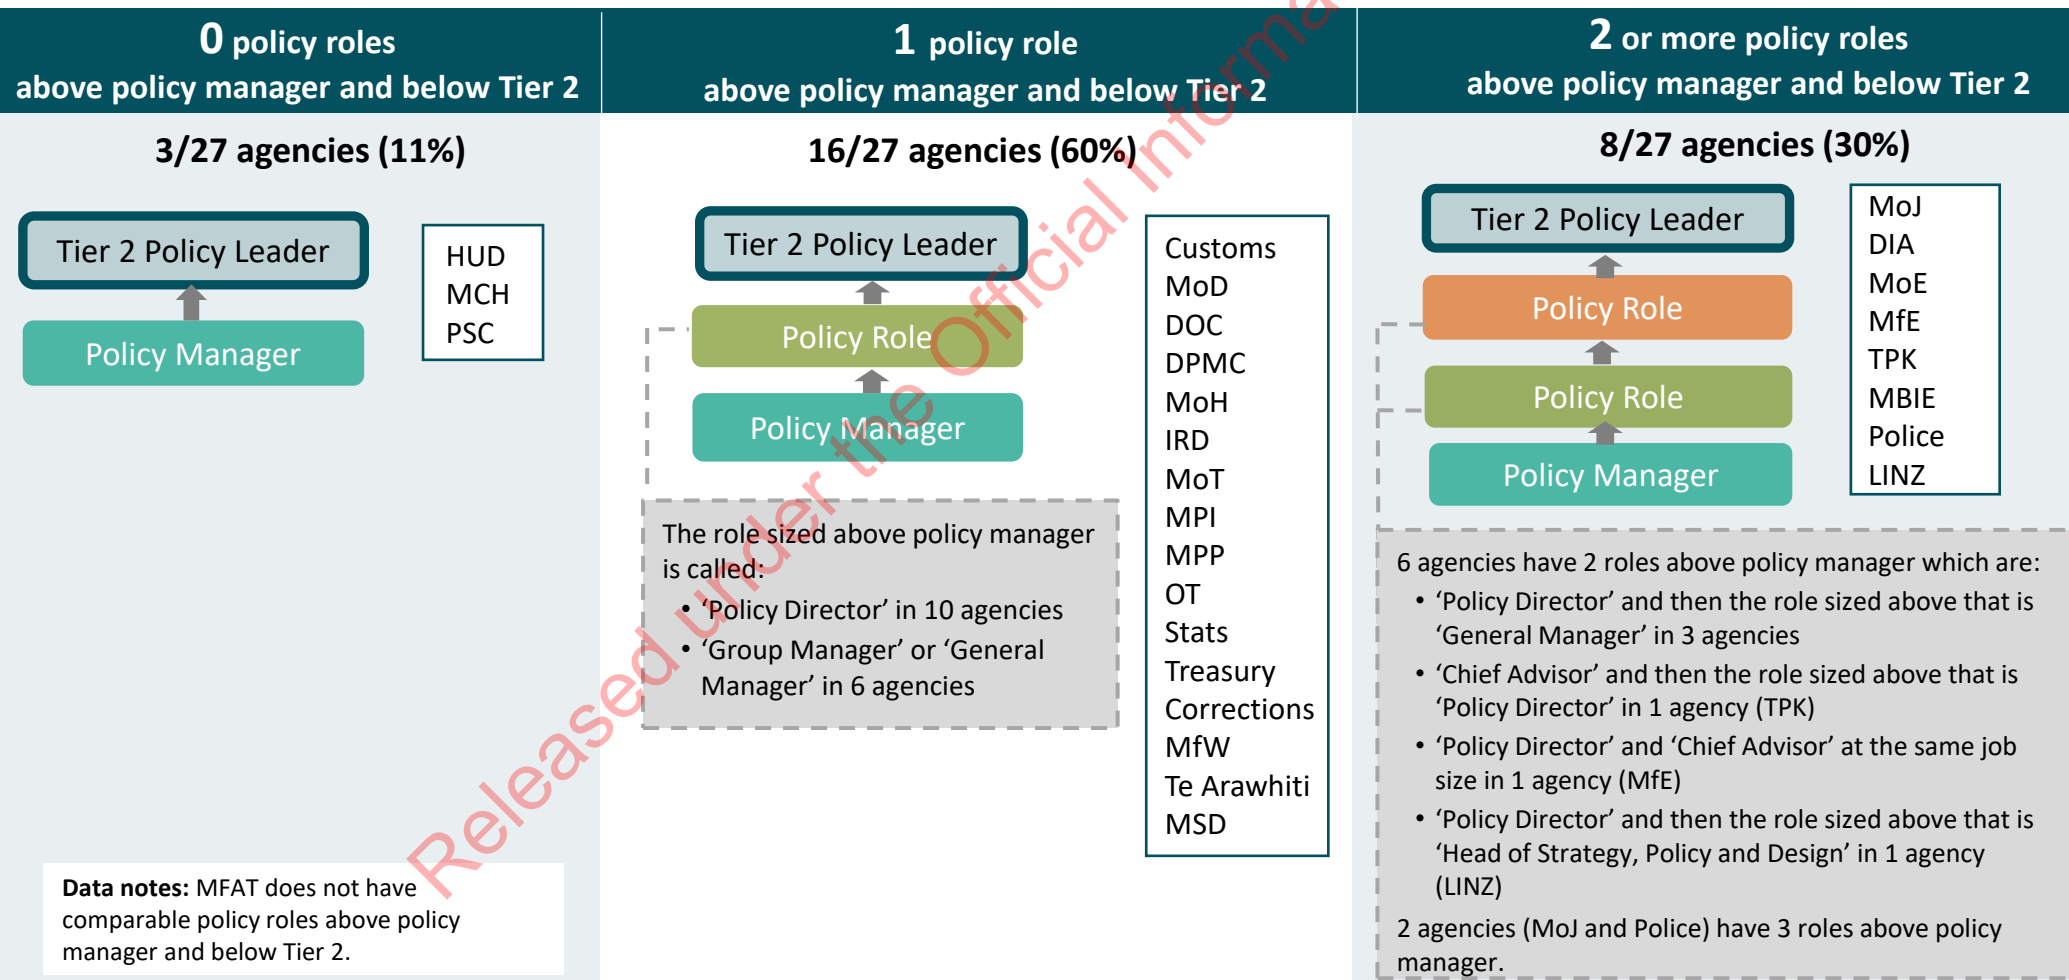 0 policy roles
above policy manager and below Tier 2
3/27 agencies (11%)
Tier 2 Policy Leader
Policy Manager
HUD
MCH
PSC
Data notes: MFAT does not have
comparable policy roles above policy
manager and below Tier 2.
1 policy role
above policy manager and below Tier 2
16/27 agencies (60%)
Tier 2 Policy Leader
Policy Role
Policy Manager
The role sized above policy manager
is called:
• ‘Policy Director’ in 10 agencies
• ‘Group Manager’ or ‘General
Manager’ in 6 agencies
Customs
MoD
DOC
DPMC
MoH
IRD
MoT
MPI
MPP
OT
Stats
Treasury
Corrections
MfW
Te Arawhiti
MSD
2 or more policy roles
above policy manager and below Tier 2
8/27 agencies (30%)
Tier 2 Policy Leader
Policy Role
Policy Role
Policy Manager
MoJ
DIA
MoE
MfE
TPK
MBIE
Police
LINZ
6 agencies have 2 roles above policy manager which are:
• ‘Policy Director’ and then the role sized above that is
‘General Manager’ in 3 agencies
• ‘Chief Advisor’ and then the role sized above that is
‘Policy Director’ in 1 agency (TPK)
• ‘Policy Director’ and ‘Chief Advisor’ at the same job
size in 1 agency (MfE)
• ‘Policy Director’ and then the role sized above that is
‘Head of Strategy, Policy and Design’ in 1 agency
(LINZ)
2 agencies (MoJ and Police) have 3 roles above policy
manager.
Released under the Official Informa